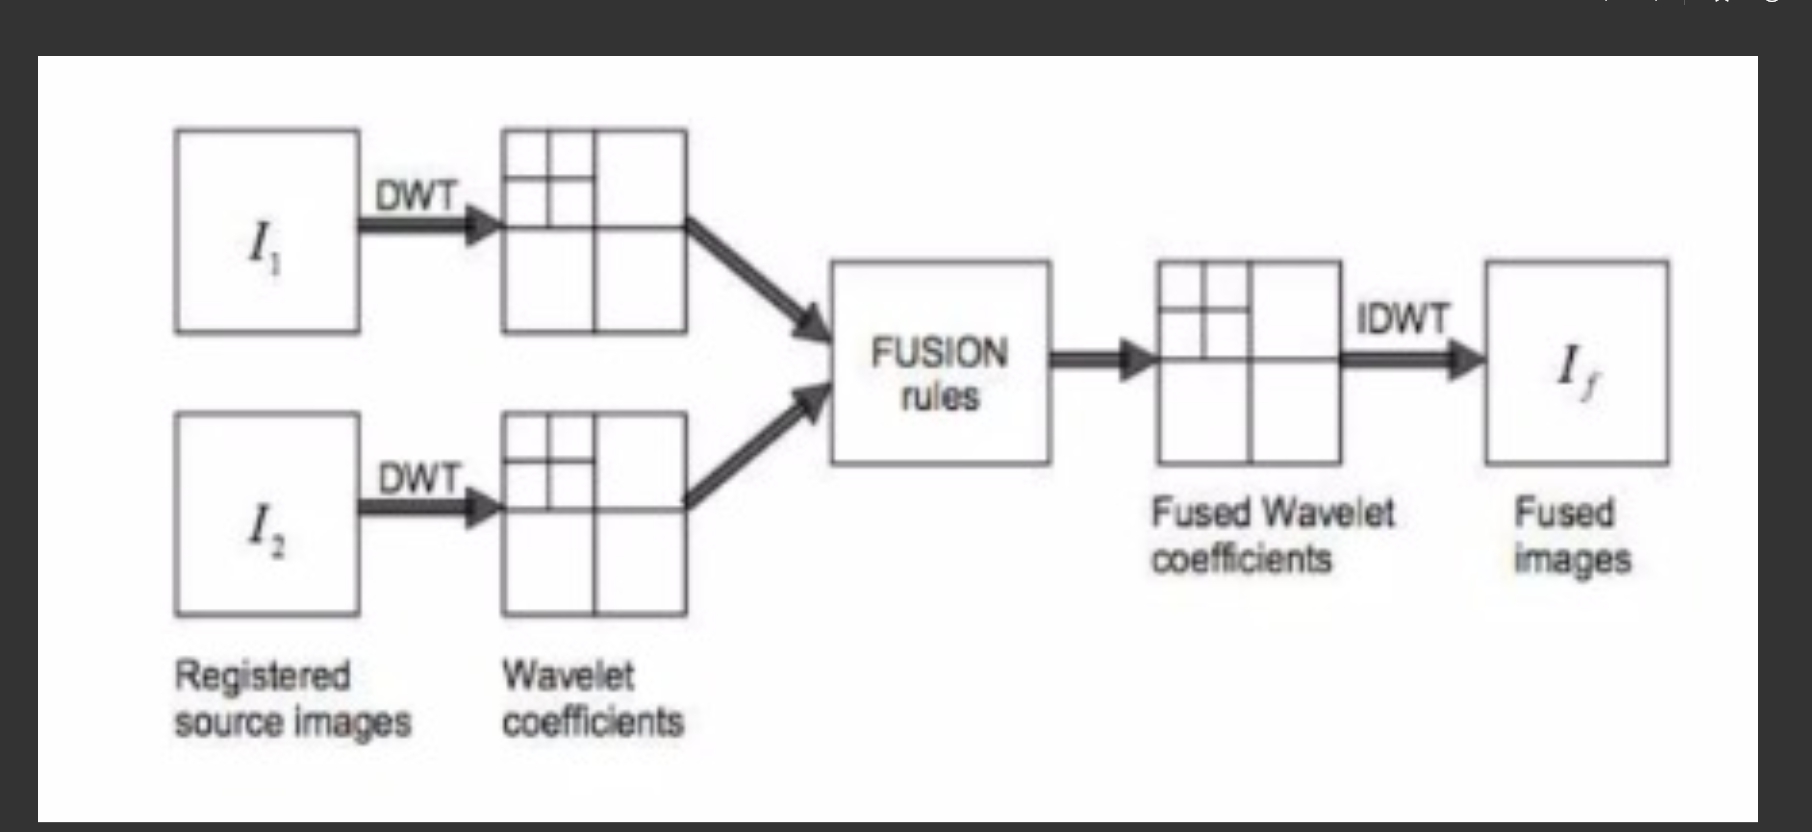 I1
DWT
I2
DWT
Registered
source images
Wavelet
coefficients
FUSION
rules
Fused Wavelet
coefficients
IDWT
If
Fused
images